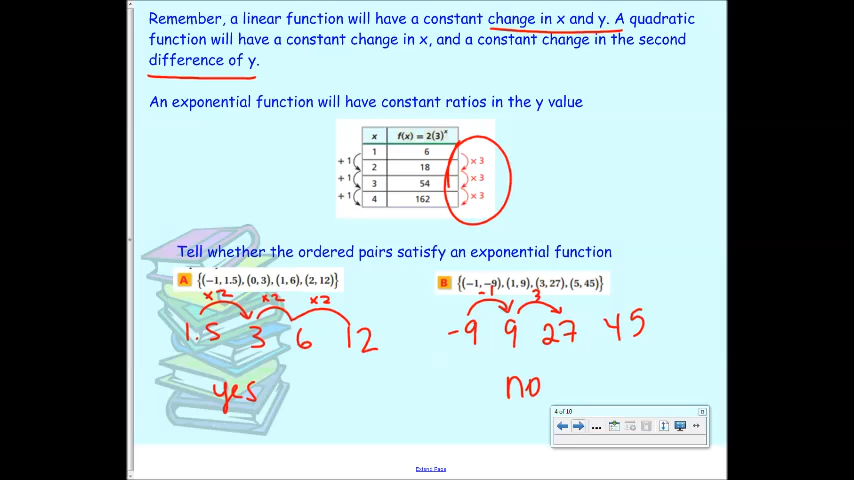 Remember, a linear function will have a constant change in x and y. A quadratic
function will have a constant change in x, and a constant change in the second
difference of y.
An exponential function will have constant ratios in the y value
x f(x) = 2(3)^x
1 6
+ 1 × 3
2 18
+ 1 × 3
3 54
+ 1 × 3
4 162
Tell whether the ordered pairs satisfy an exponential function
A {(−1, 1.5), (0, 3), (1, 6), (2, 12)}
B {(−1, −9), (1, 9), (3, 27), (5, 45)}
×2 ×2 ×2
-1 3
1.5 3 6 12
-9 9 27 45
yes
no
4 of 10
Extend Page